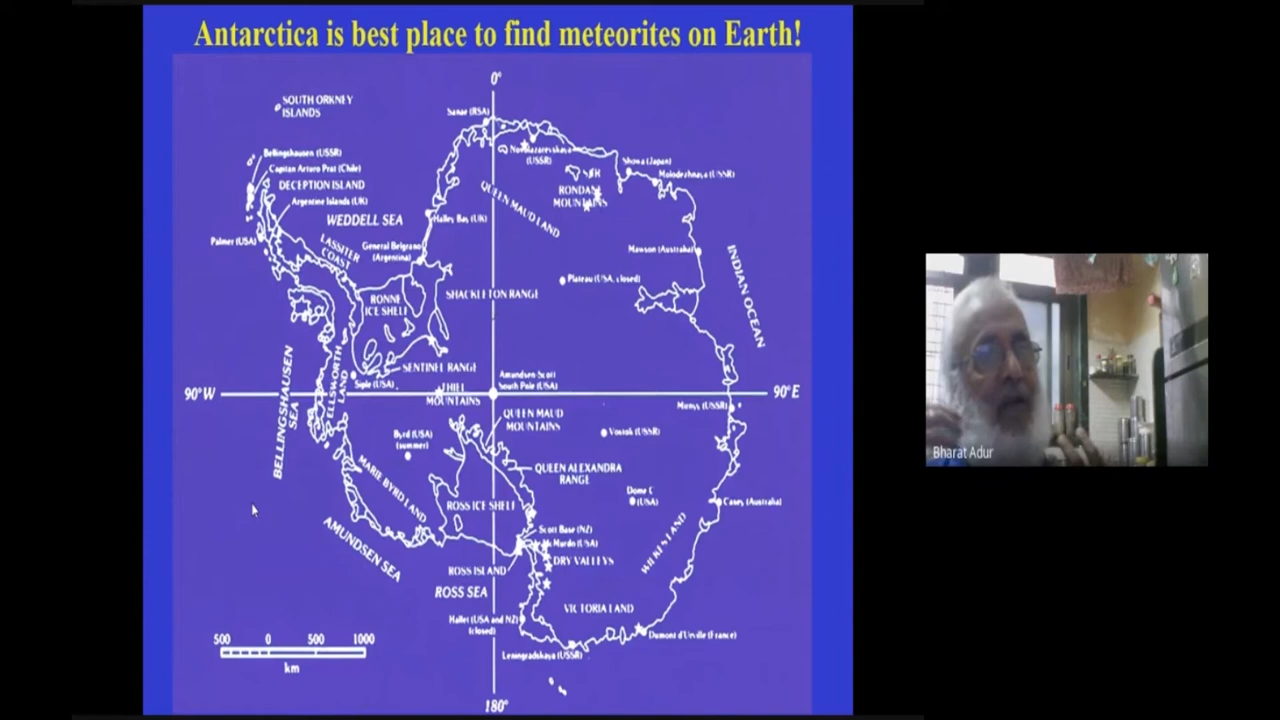 Antarctica is best place to find meteorites on Earth!
0°
SOUTH ORKNEY
ISLANDS
Sanae (RSA)
Bellingshausen (USSR)
Capitan Arturo Prat (Chile)
DECEPTION ISLAND
Argentine Islands (UK)
WEDDELL SEA
Palmer (USA)
LASSITER
COAST
General Belgrano
(Argentina)
Halley Bay (UK)
QUEEN MAUD LAND
Novolazarevskaya
(USSR)
RONDANE
MOUNTAINS
Showa (Japan)
Molodezhnaya (USSR)
Mawson (Australia)
INDIAN OCEAN
Plateau (USA, closed)
RONNE
ICE SHELF
SHACKLETON RANGE
SENTINEL RANGE
Siple (USA)
THIEL
MOUNTAINS
Amundsen-Scott
South Pole (USA)
90°W
90°E
BELLINGSHAUSEN
SEA
ELLSWORTH
LAND
Mirnyy (USSR)
QUEEN MAUD
MOUNTAINS
Byrd (USA)
(summer)
Vostok (USSR)
MARIE BYRD LAND
QUEEN ALEXANDRA
RANGE
ROSS ICE SHELF
Dome C
(USA)
Casey (Australia)
AMUNDSEN SEA
Scott Base (NZ)
(USA)
DRY VALLEYS
WILKES LAND
ROSS ISLAND
ROSS SEA
VICTORIA LAND
Hallet (USA and NZ)
(closed)
Dumont d'Urville (France)
Leningradskaya (USSR)
500 0 500 1000
km
180°
Bharat Adur